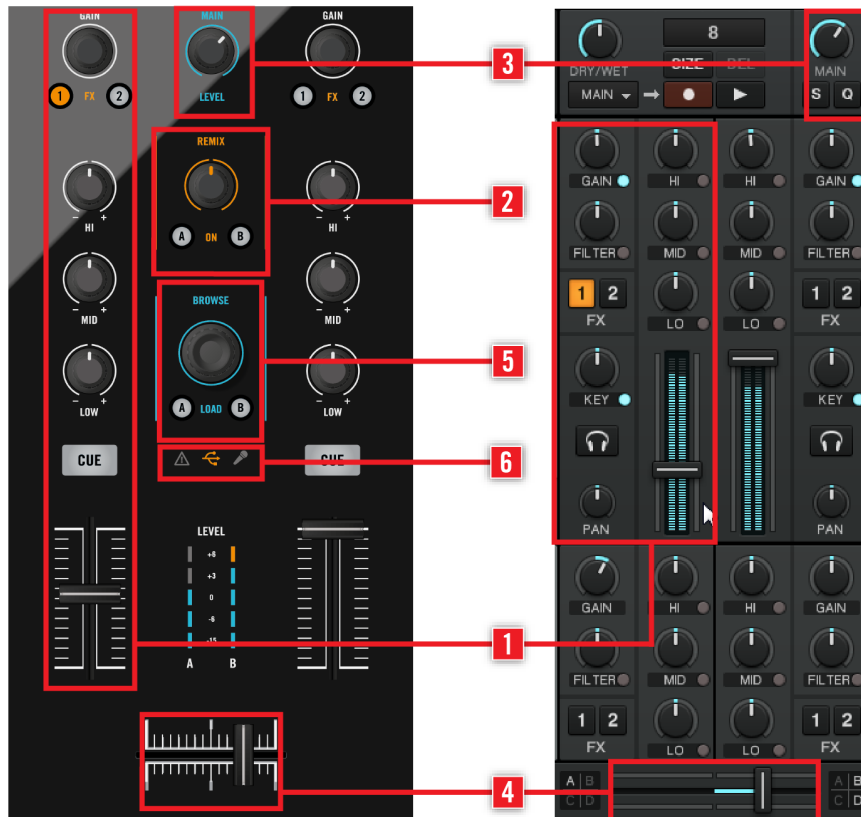 GAIN MAIN GAIN
1 FX 2 LEVEL 1 FX 2
3
8
DRY/WET SIZE DEL MAIN
MAIN S Q
REMIX
- + - +
HI HI
A ON B
2
GAIN HI HI GAIN
FILTER MID MID FILTER
- + - +
MID MID
BROWSE
5
1 2 1 2
FX LO LO FX
- + - +
LOW LOW
A LOAD B
KEY KEY
CUE CUE
6
PAN PAN
LEVEL
+6
+3
0
-6
-15
A B
1
GAIN HI HI GAIN
FILTER MID MID FILTER
1 2 1 2
FX LO LO FX
4
A B A B
C D C D